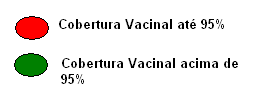 Cobertura Vacinal até 95%
Cobertura Vacinal acima de
95%